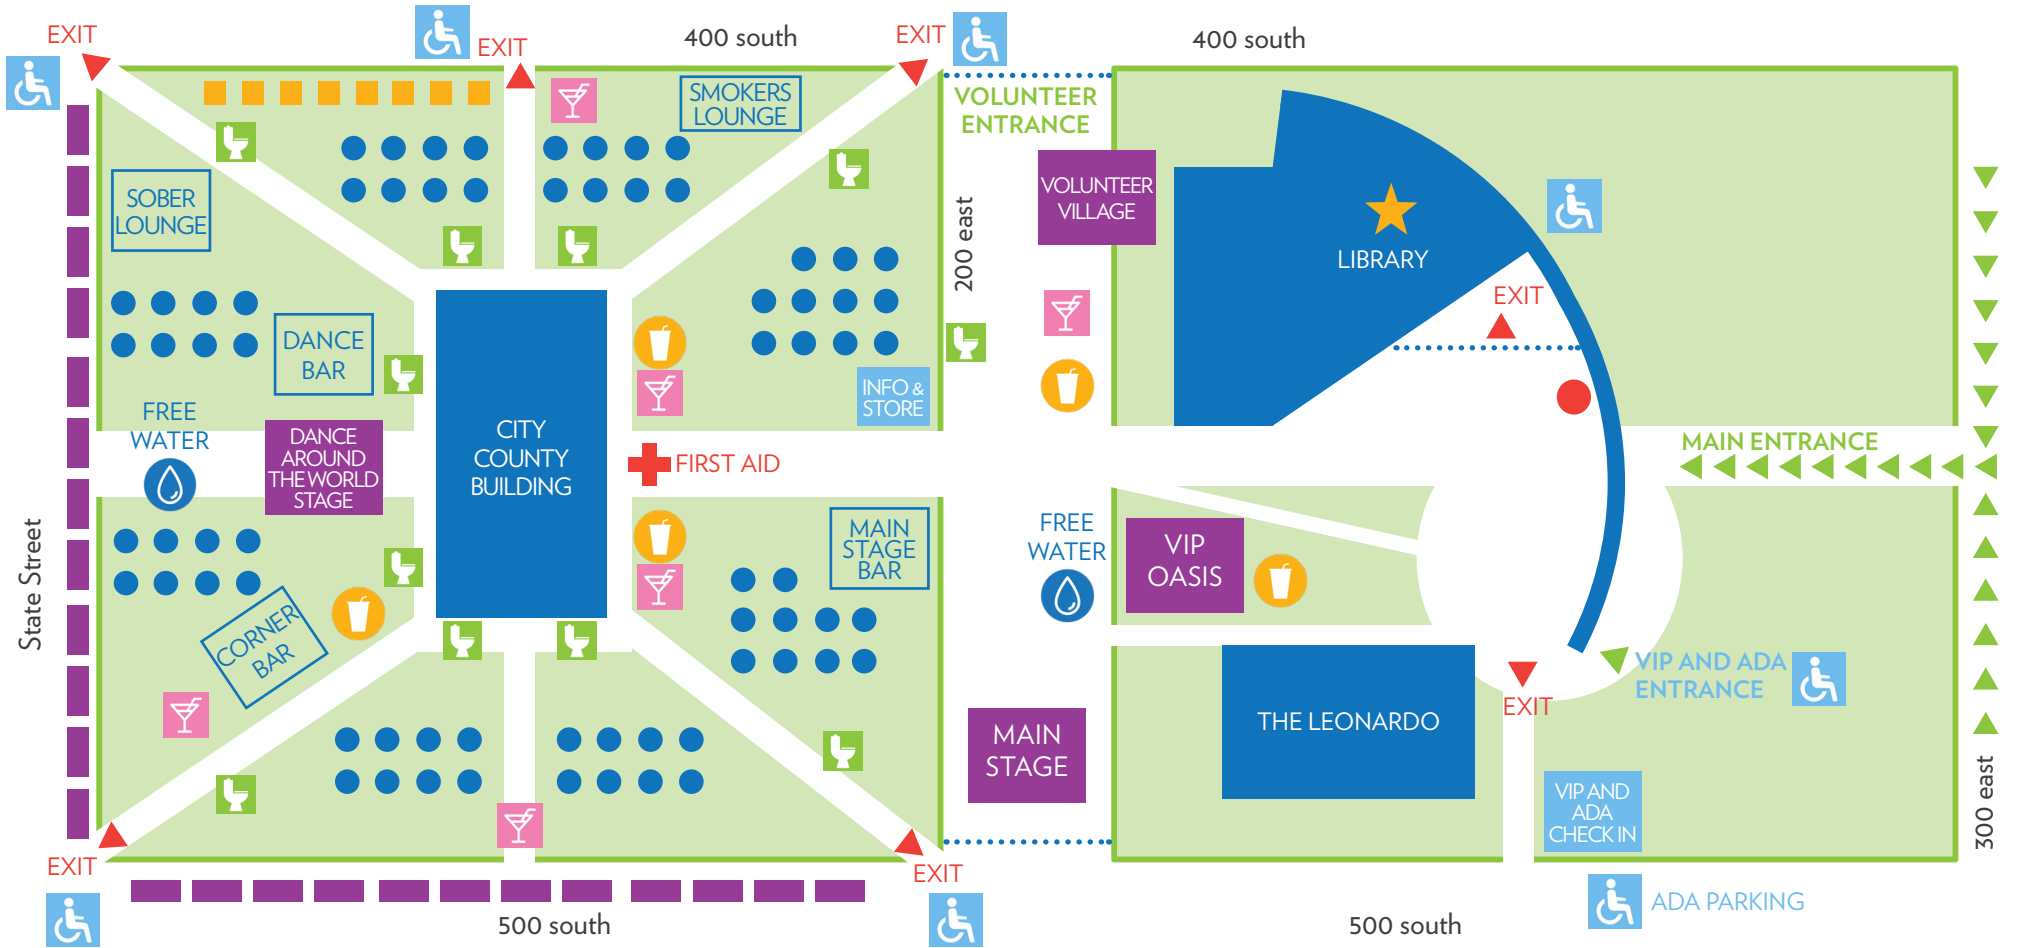 EXIT
EXIT
400 south
EXIT
400 south
SMOKERS
LOUNGE
VOLUNTEER
ENTRANCE
SOBER
LOUNGE
VOLUNTEER
VILLAGE
200 east
LIBRARY
EXIT
DANCE
BAR
INFO &
STORE
FREE
WATER
DANCE
AROUND
THE WORLD
STAGE
CITY
COUNTY
BUILDING
FIRST AID
MAIN ENTRANCE
State Street
MAIN
STAGE
BAR
FREE
WATER
VIP
OASIS
CORNER
BAR
VIP AND ADA
ENTRANCE
EXIT
MAIN
STAGE
THE LEONARDO
VIP AND
ADA
CHECK IN
300 east
EXIT
EXIT
500 south
500 south
ADA PARKING